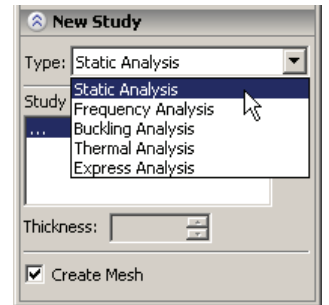 New Study
Type: Static Analysis
Static Analysis
Study
Frequency Analysis
Buckling Analysis
...
Thermal Analysis
Express Analysis
Thickness:
Create Mesh